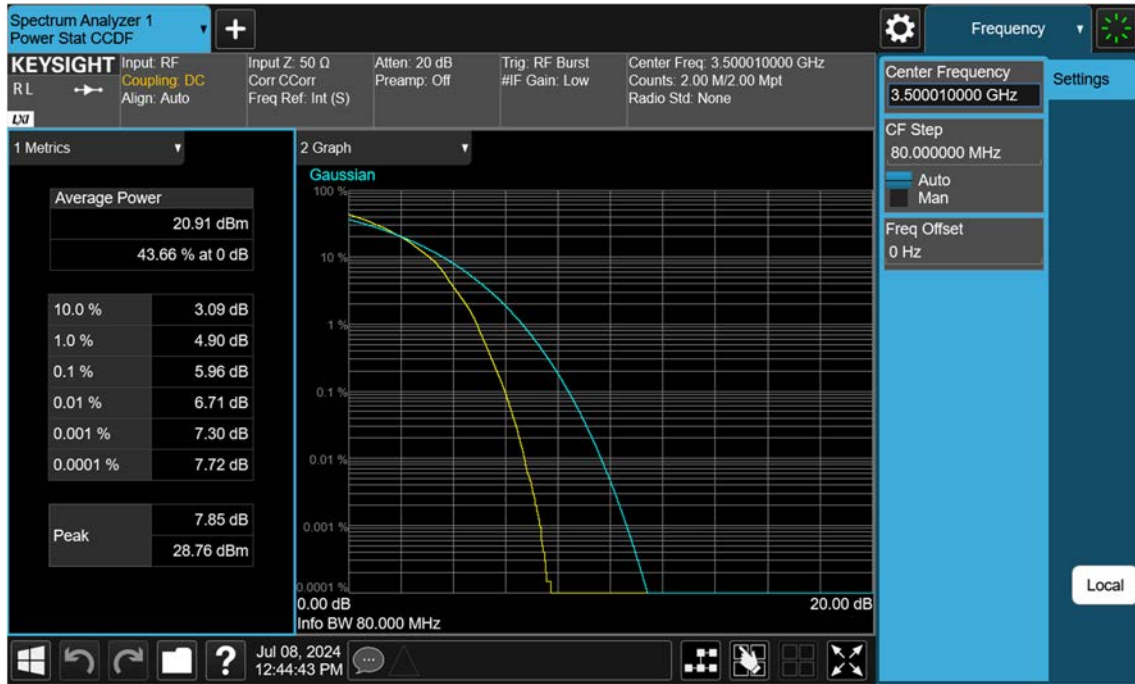 Spectrum Analyzer 1
Power Stat CCDF
+
Frequency
KEYSIGHT
RL
LXI
Input: RF
Coupling: DC
Align: Auto
Input Z: 50 Ω
Corr CCorr
Freq Ref: Int (S)
Atten: 20 dB
Preamp: Off
Trig: RF Burst
#IF Gain: Low
Center Freq: 3.500010000 GHz
Counts: 2.00 M/2.00 Mpt
Radio Std: None
Center Frequency
3.500010000 GHz
Settings
CF Step
80.000000 MHz
Auto
Man
Freq Offset
0 Hz
1 Metrics
Average Power
20.91 dBm
43.66 % at 0 dB
10.0 % 3.09 dB
1.0 % 4.90 dB
0.1 % 5.96 dB
0.01 % 6.71 dB
0.001 % 7.30 dB
0.0001 % 7.72 dB
Peak
7.85 dB
28.76 dBm
2 Graph
Gaussian
100 %
10 %
1 %
0.1 %
0.01 %
0.001 %
0.0001 %
0.00 dB 20.00 dB
Info BW 80.000 MHz
Local
?
Jul 08, 2024
12:44:43 PM